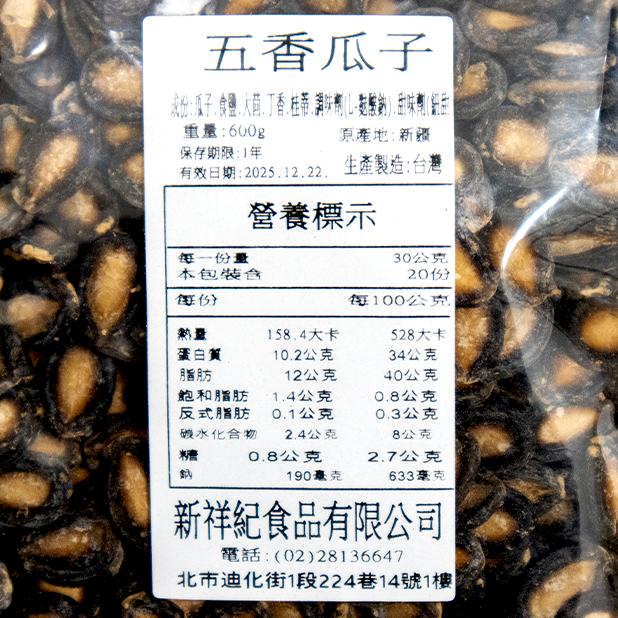 五香瓜子
成份:瓜子.食鹽.大茴.丁香.桂蒂.調味劑(L-麩酸鈉).甜味劑(鈕甜
重量:600g
原產地:新疆
保存期限:1年
生產製造:台灣
有效日期:2025.12.22.
營養標示
每一份量 30公克
本包裝含 20份
每份 每100公克
熱量 158.4大卡 528大卡
蛋白質 10.2公克 34公克
脂肪 12公克 40公克
飽和脂肪 1.4公克 0.8公克
反式脂肪 0.1公克 0.3公克
碳水化合物 2.4公克 8公克
糖 0.8公克 2.7公克
鈉 190毫克 633毫克
新祥紀食品有限公司
電話:(02)28136647
北市迪化街1段224巷14號1樓